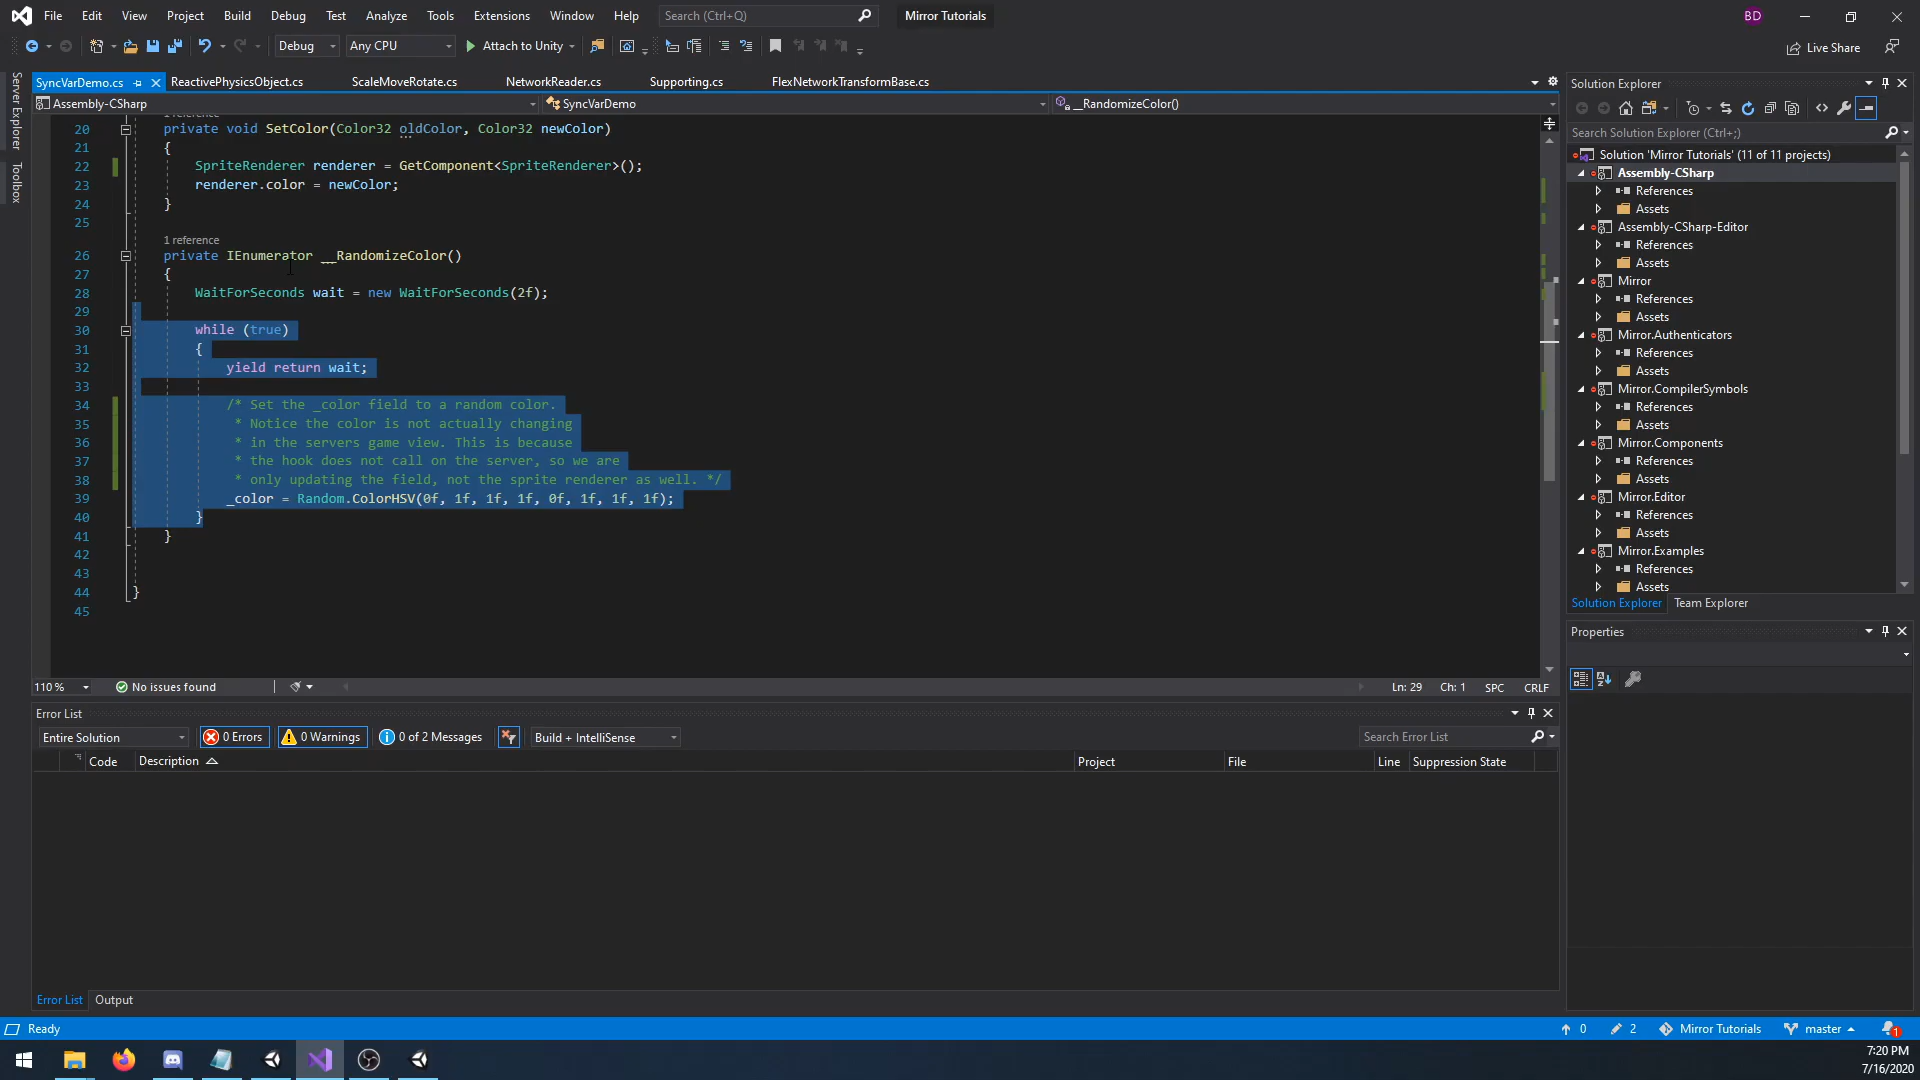 File Edit View Project Build Debug Test Analyze Tools Extensions Window Help Search (Ctrl+Q) Mirror Tutorials BD
Debug Any CPU Attach to Unity Live Share
Server Explorer
Toolbox
SyncVarDemo.cs ReactivePhysicsObject.cs ScaleMoveRotate.cs NetworkReader.cs Supporting.cs FlexNetworkTransformBase.cs
Assembly-CSharp SyncVarDemo __RandomizeColor()
20 private void SetColor(Color32 oldColor, Color32 newColor)
21 {
22 SpriteRenderer renderer = GetComponent<SpriteRenderer>();
23 renderer.color = newColor;
24 }
25
1 reference
26 private IEnumerator __RandomizeColor()
27 {
28 WaitForSeconds wait = new WaitForSeconds(2f);
29
30 while (true)
31 {
32 yield return wait;
33
34 /* Set the _color field to a random color.
35 * Notice the color is not actually changing
36 * in the servers game view. This is because
37 * the hook does not call on the server, so we are
38 * only updating the field, not the sprite renderer as well. */
39 _color = Random.ColorHSV(0f, 1f, 1f, 1f, 0f, 1f, 1f, 1f);
40 }
41 }
42
43
44 }
45
110 % No issues found Ln: 29 Ch: 1 SPC CRLF
Error List
Entire Solution 0 Errors 0 Warnings 0 of 2 Messages Build + IntelliSense Search Error List
Code Description Project File Line Suppression State
Error List Output
Solution Explorer
Search Solution Explorer (Ctrl+;)
Solution 'Mirror Tutorials' (11 of 11 projects)
Assembly-CSharp
References
Assets
Assembly-CSharp-Editor
References
Assets
Mirror
References
Assets
Mirror.Authenticators
References
Assets
Mirror.CompilerSymbols
References
Assets
Mirror.Components
References
Assets
Mirror.Editor
References
Assets
Mirror.Examples
References
Assets
Solution Explorer Team Explorer
Properties
Ready 0 2 Mirror Tutorials master 1
7:20 PM
7/16/2020